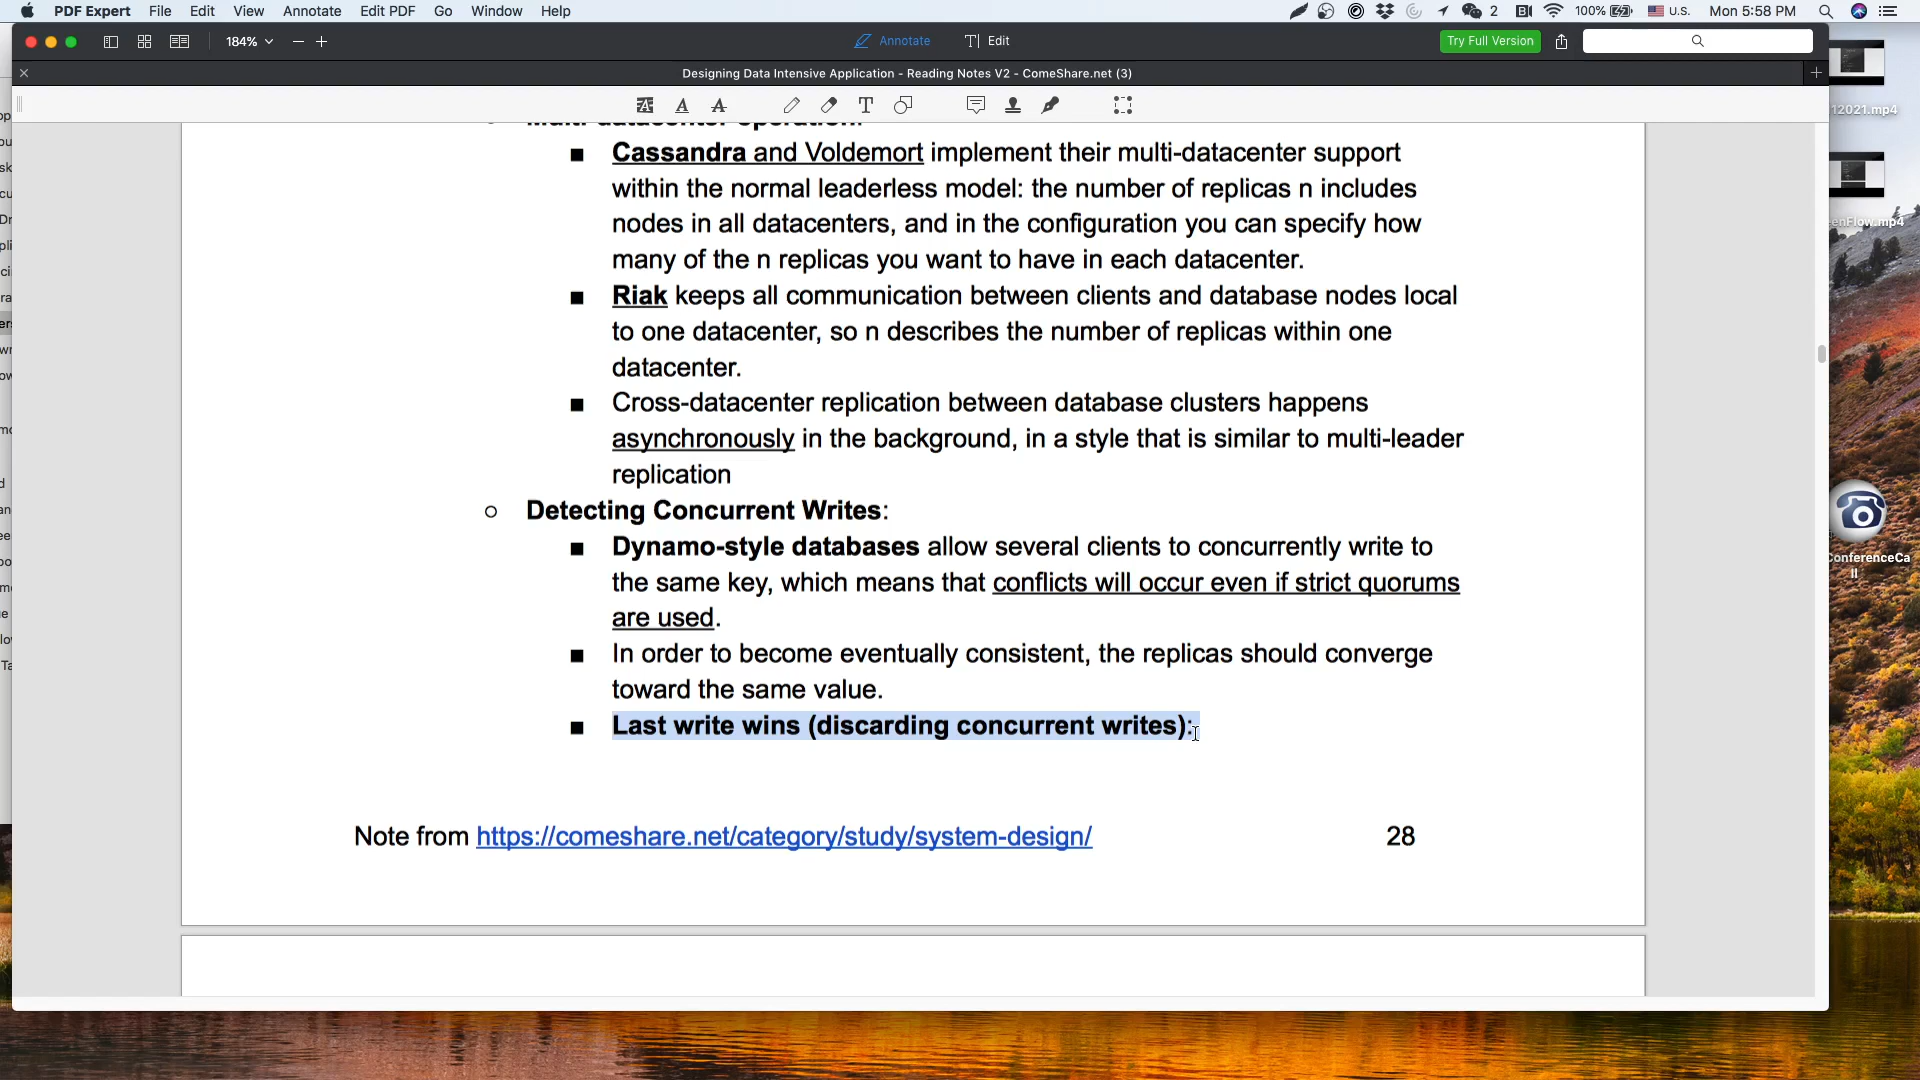 PDF Expert File Edit View Annotate Edit PDF Go Window Help 2 100% U.S. Mon 5:58 PM
184% Annotate T Edit Try Full Version
Designing Data Intensive Application - Reading Notes V2 - ComeShare.net (3)
12021.mp4
Cassandra and Voldemort implement their multi-datacenter support
within the normal leaderless model: the number of replicas n includes
nodes in all datacenters, and in the configuration you can specify how
enFlow.mp4
many of the n replicas you want to have in each datacenter.
Riak keeps all communication between clients and database nodes local
to one datacenter, so n describes the number of replicas within one
datacenter.
Cross-datacenter replication between database clusters happens
asynchronously in the background, in a style that is similar to multi-leader
replication
Detecting Concurrent Writes:
Dynamo-style databases allow several clients to concurrently write to
onferenceCa
ll
the same key, which means that conflicts will occur even if strict quorums
are used.
In order to become eventually consistent, the replicas should converge
toward the same value.
Last write wins (discarding concurrent writes):
Note from https://comeshare.net/category/study/system-design/ 28